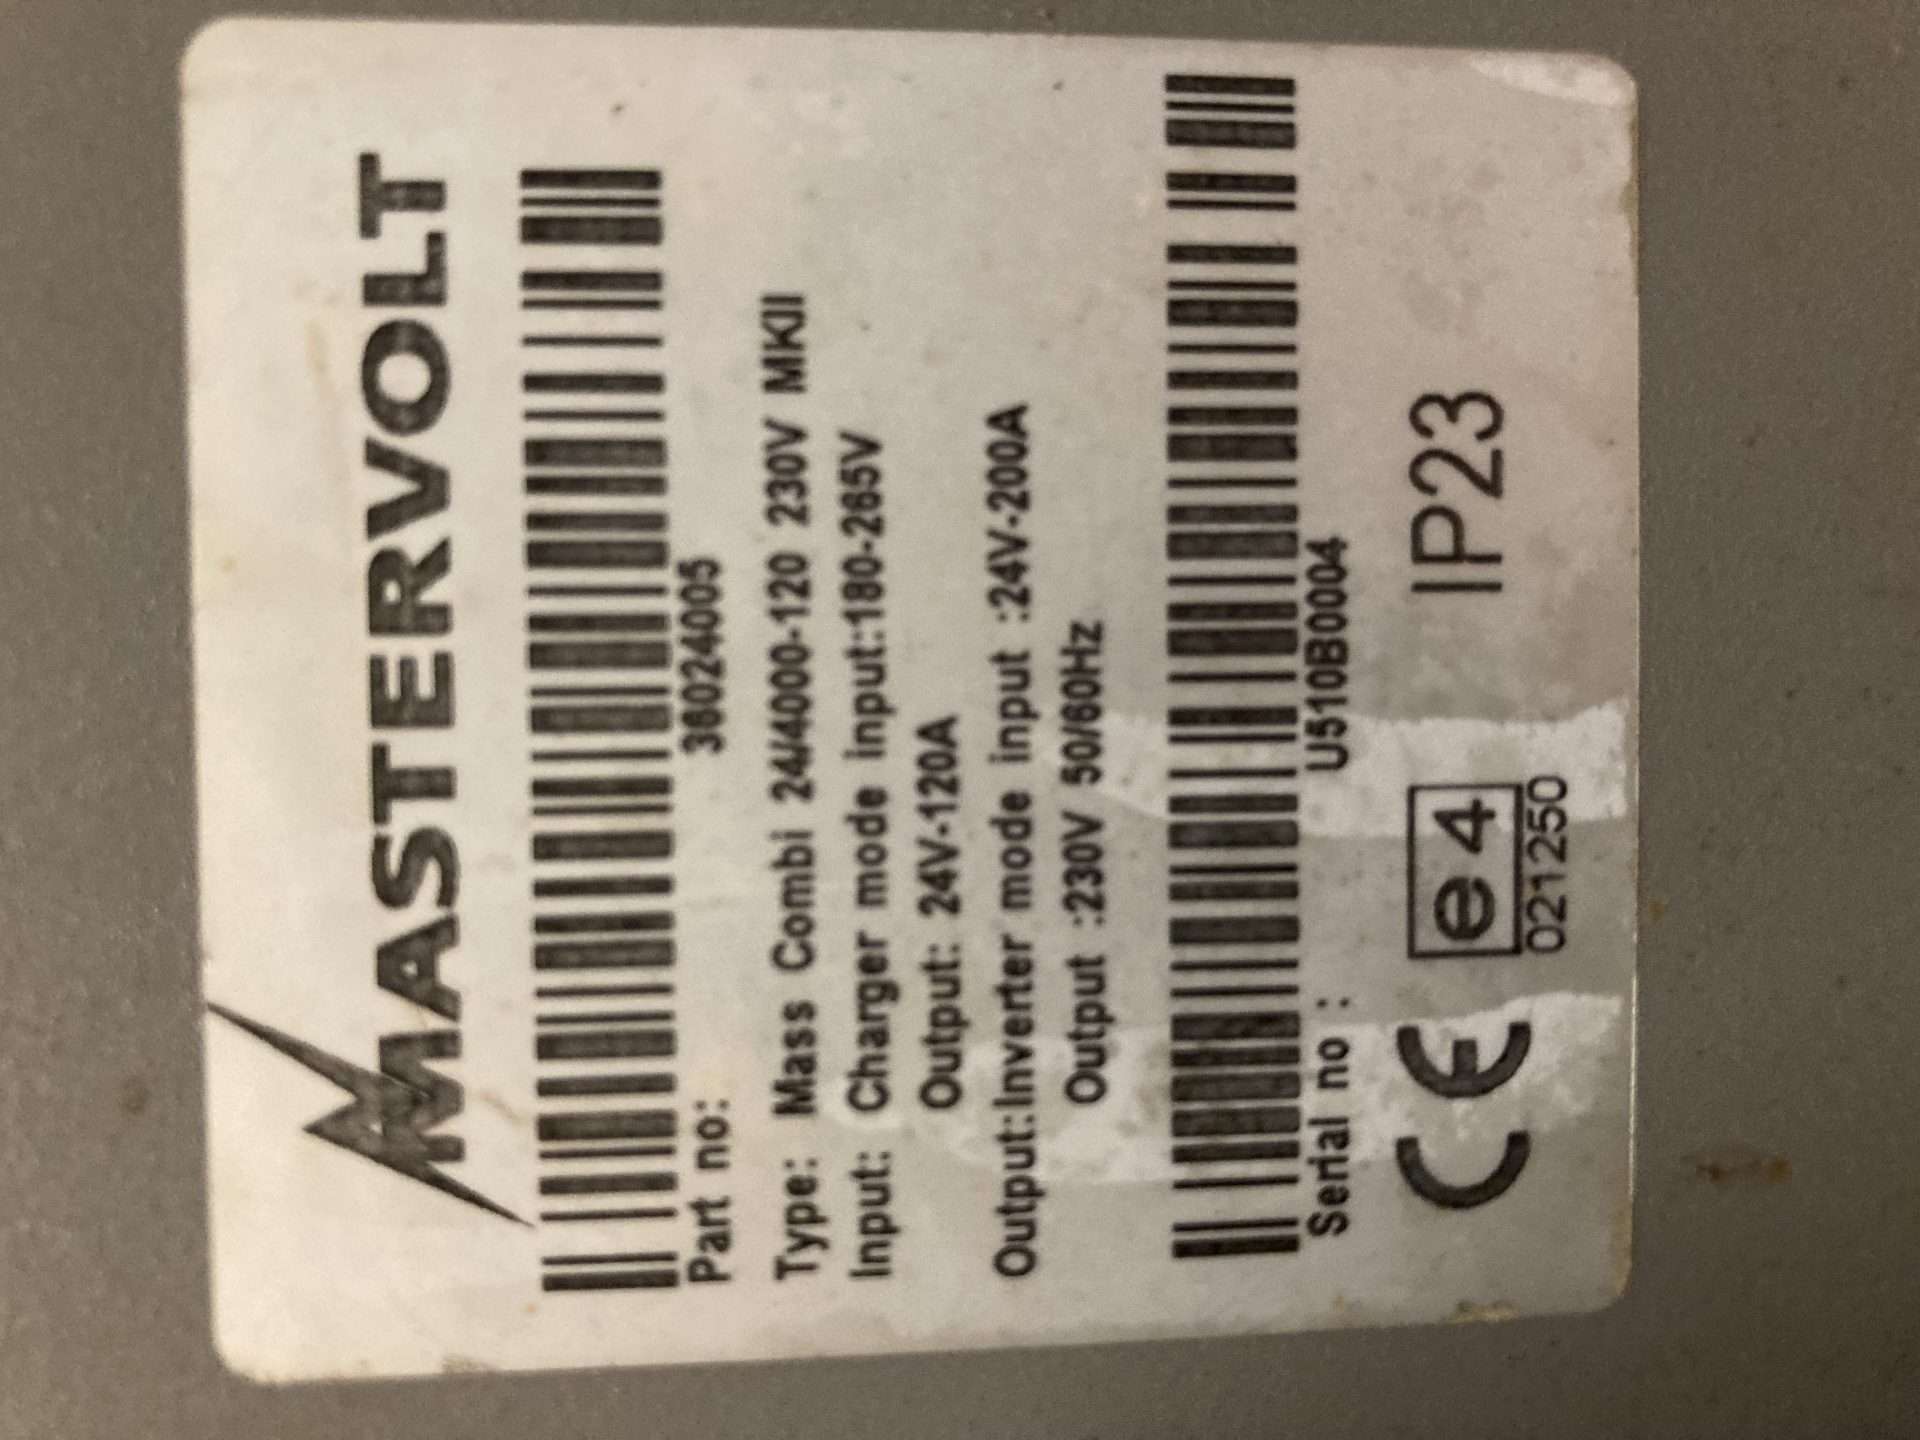 MASTERVOLT
36024005
Part no:
Type: Mass Combi 24/4000-120 230V MKII
Input: Charger mode input:180-265V
Output: 24V-120A
Output:Inverter mode input :24V-200A
Output :230V 50/60Hz
U510B0004
Serial no :
CE e4 IP23
021250